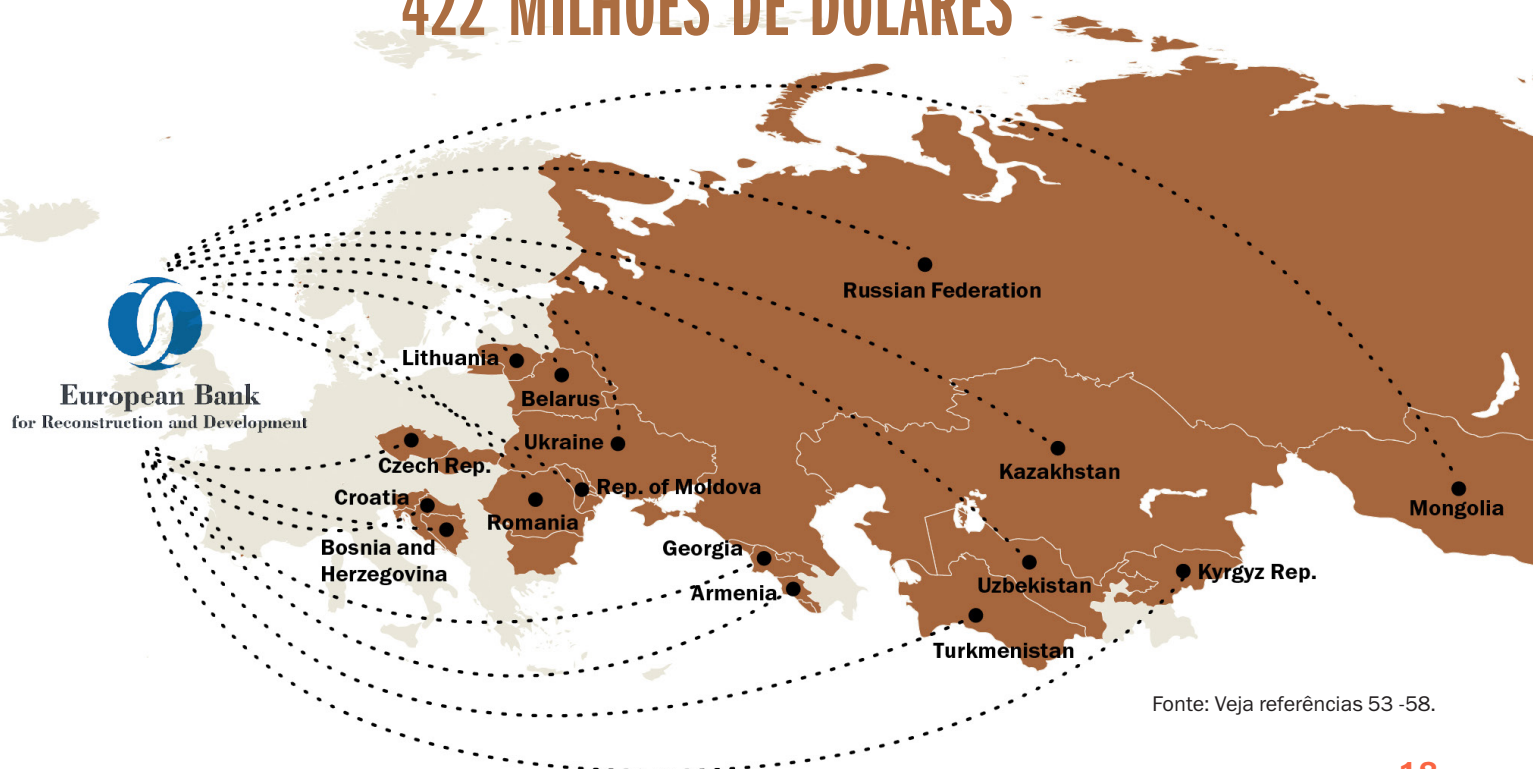 422 MILHÕES DE DÓLARES
Russian Federation
Lithuania
Belarus
Ukraine
Czech Rep.
Croatia
Rep. of Moldova
Romania
Bosnia and
Herzegovina
Georgia
Armenia
Kazakhstan
Mongolia
Uzbekistan
Kyrgyz Rep.
Turkmenistan
European Bank
for Reconstruction and Development
Fonte: Veja referências 53 -58.